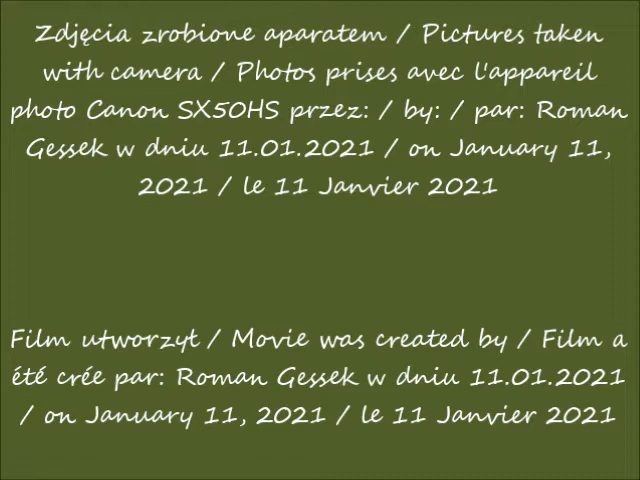 Zdjęcia zrobione aparatem / Pictures taken
with camera / Photos prises avec l'appareil
photo Canon SX50HS przez: / by: / par: Roman
Gessek w dniu 11.01.2021 / on January 11,
2021 / le 11 Janvier 2021
Film utworzył / Movie was created by / Film a
été crée par: Roman Gessek w dniu 11.01.2021
/ on January 11, 2021 / le 11 Janvier 2021